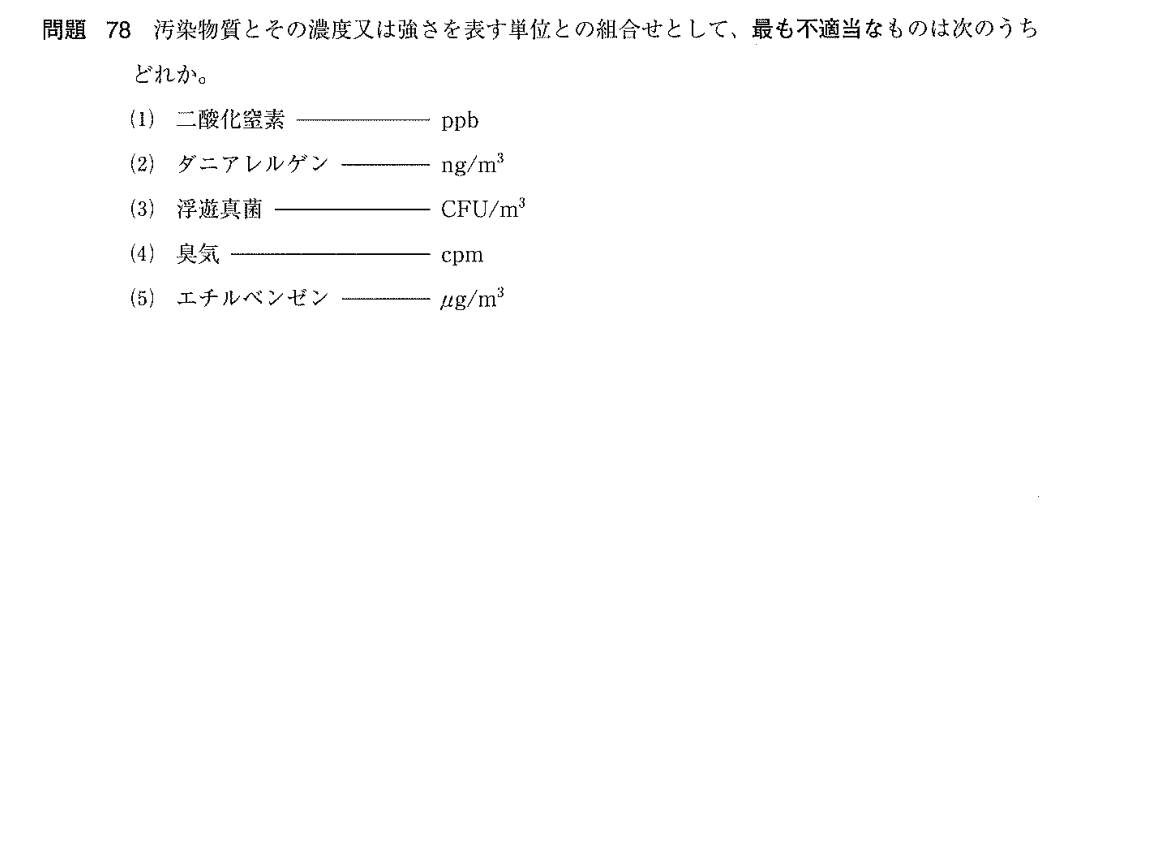 問題 78 汚染物質とその濃度又は強さを表す単位との組合せとして、最も不適当なものは次のうち
どれか。
(1) 二酸化窒素 ――――― ppb
(2) ダニアレルゲン ――― ng/m³
(3) 浮遊真菌 ―――――― CFU/m³
(4) 臭気 ―――――――― cpm
(5) エチルベンゼン ――― μg/m³